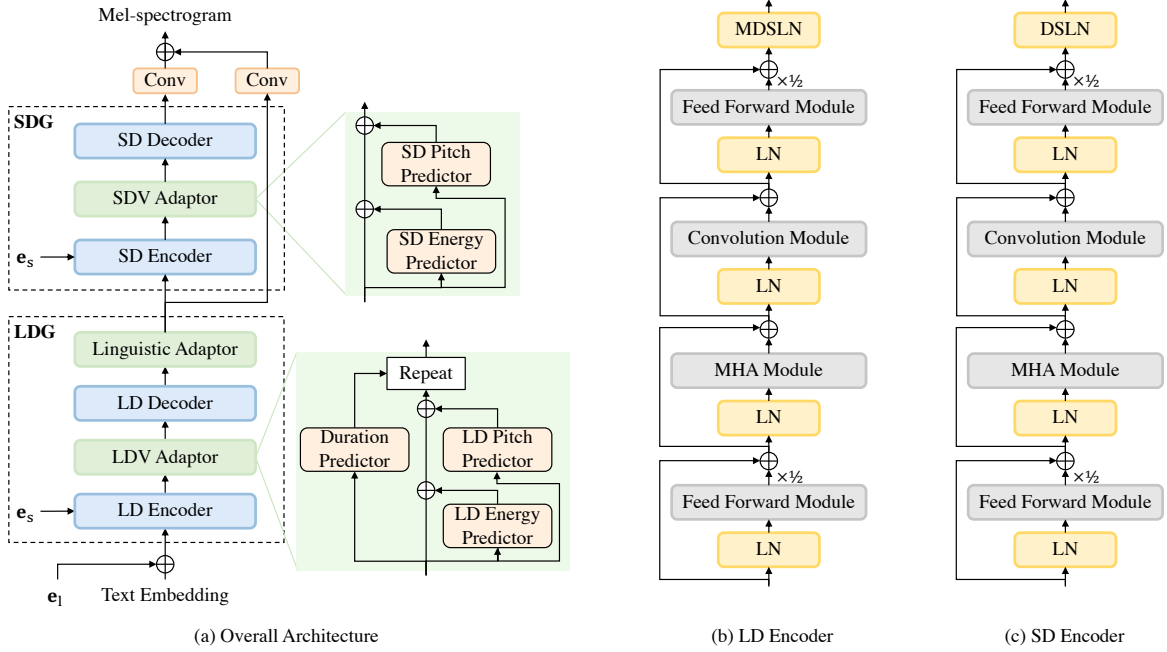 Mel-spectrogram
Conv
Conv
SDG
SD Decoder
SDV Adaptor
SD Encoder
𝐞s
SD Pitch
Predictor
SD Energy
Predictor
LDG
Linguistic Adaptor
LD Decoder
LDV Adaptor
LD Encoder
𝐞s
𝐞l
Text Embedding
Repeat
Duration
Predictor
LD Pitch
Predictor
LD Energy
Predictor
(a) Overall Architecture
MDSLN
×½
Feed Forward Module
LN
Convolution Module
LN
MHA Module
LN
×½
Feed Forward Module
LN
(b) LD Encoder
DSLN
×½
Feed Forward Module
LN
Convolution Module
LN
MHA Module
LN
×½
Feed Forward Module
LN
(c) SD Encoder